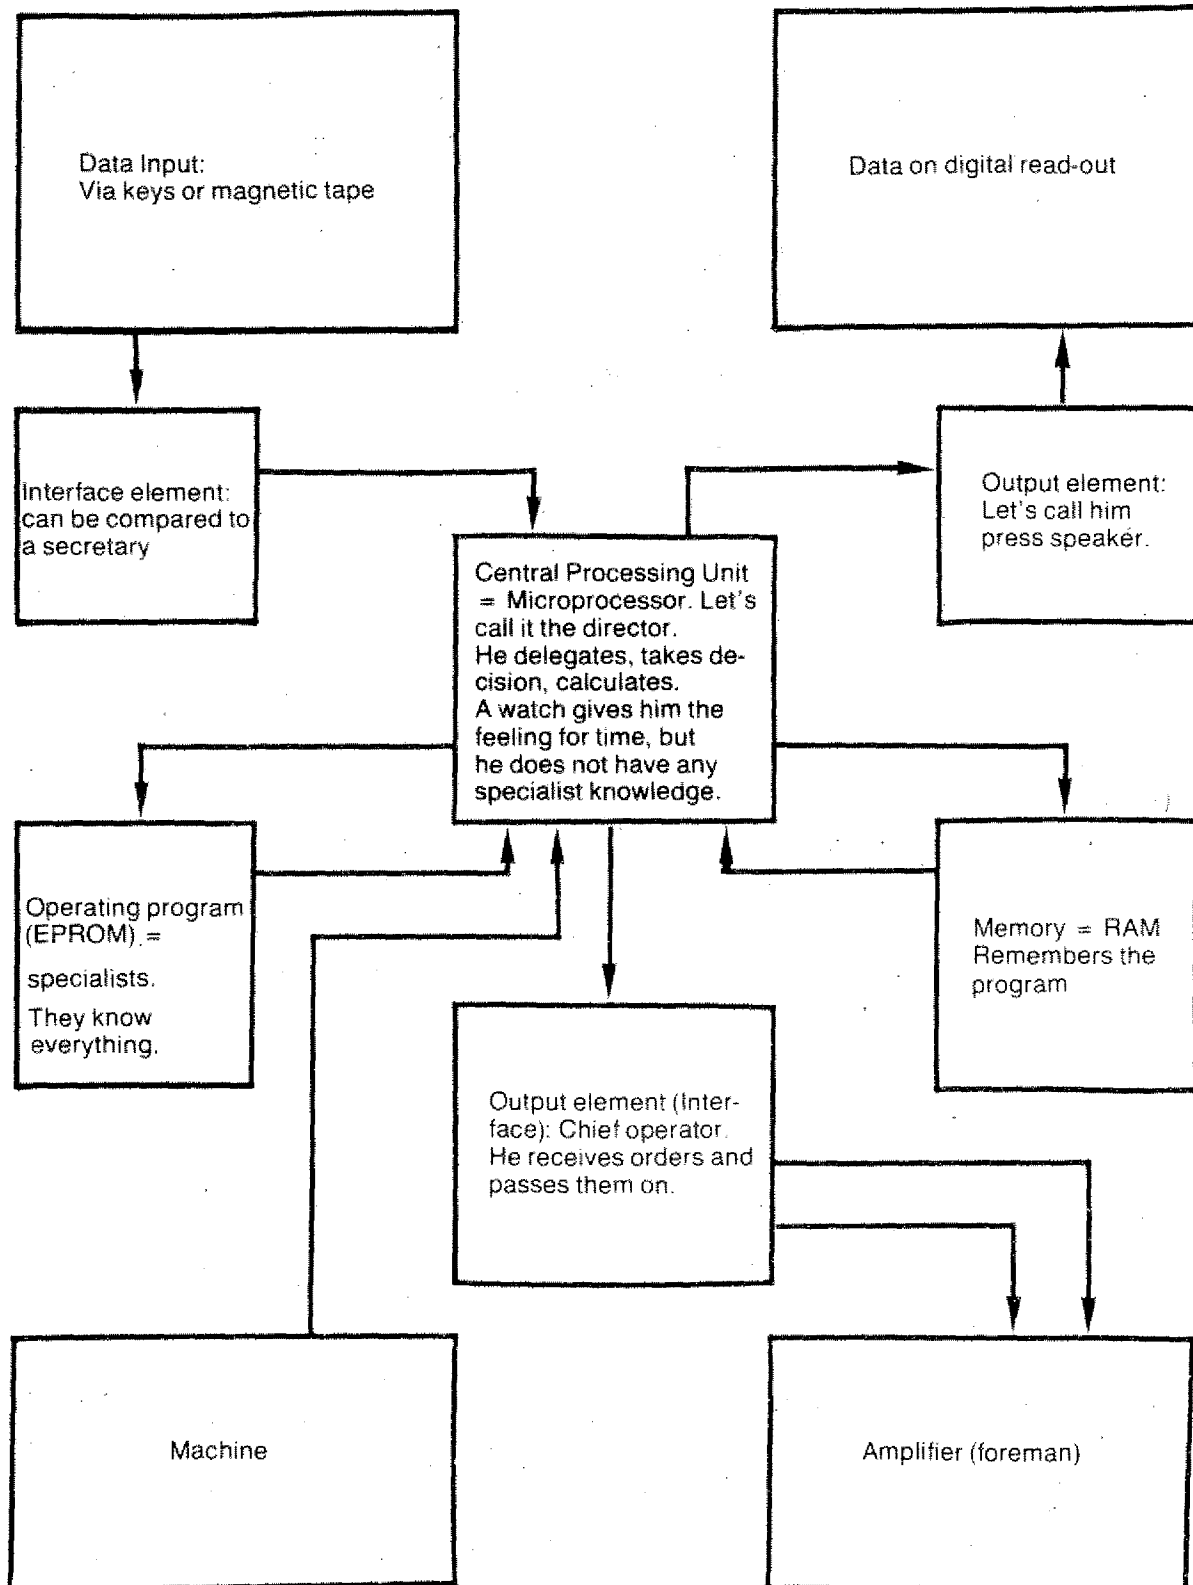 Data Input:
Via keys or magnetic tape
Data on digital read-out
Interface element:
can be compared to
a secretary
Output element:
Let's call him
press speaker.
Central Processing Unit
= Microprocessor. Let's
call it the director.
He delegates, takes de-
cision, calculates.
A watch gives him the
feeling for time, but
he does not have any
specialist knowledge.
Operating program
(EPROM) =
specialists.
They know
everything.
Memory = RAM
Remembers the
program
Output element (Inter-
face): Chief operator.
He receives orders and
passes them on.
Machine
Amplifier (foreman)